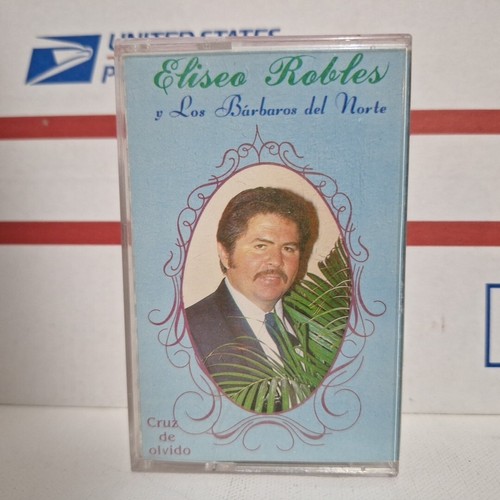 UNITED STATES
P
Eliseo Robles
y Los Bárbaros del Norte
Cruz
de
olvido